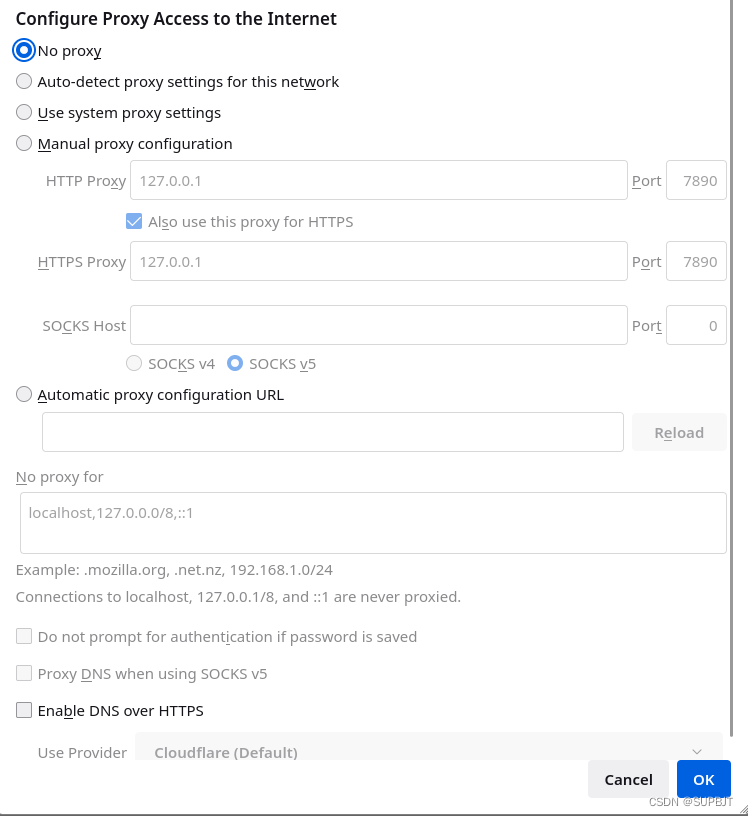 Configure Proxy Access to the Internet
No proxy
Auto-detect proxy settings for this network
Use system proxy settings
Manual proxy configuration
HTTP Proxy 127.0.0.1 Port 7890
Also use this proxy for HTTPS
HTTPS Proxy 127.0.0.1 Port 7890
SOCKS Host Port 0
SOCKS v4 SOCKS v5
Automatic proxy configuration URL
Reload
No proxy for
localhost,127.0.0.0/8,::1
Example: .mozilla.org, .net.nz, 192.168.1.0/24
Connections to localhost, 127.0.0.1/8, and ::1 are never proxied.
Do not prompt for authentication if password is saved
Proxy DNS when using SOCKS v5
Enable DNS over HTTPS
Use Provider Cloudflare (Default)
Cancel OK
CSDN @SUPBJT